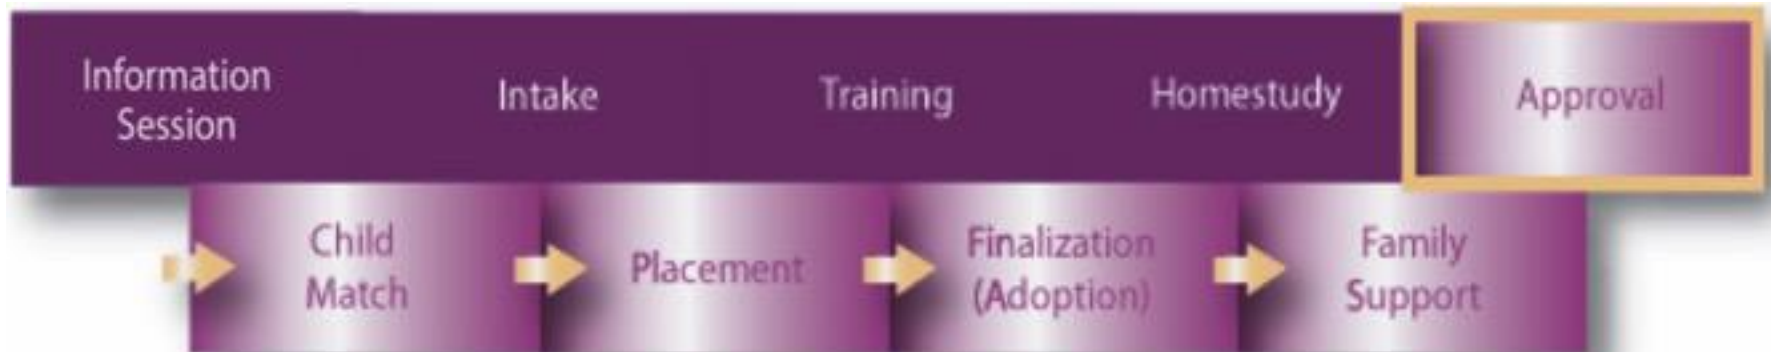 Information
Session
Intake
Training
Homestudy
Approval
Child
Match
Placement
Finalization
(Adoption)
Family
Support